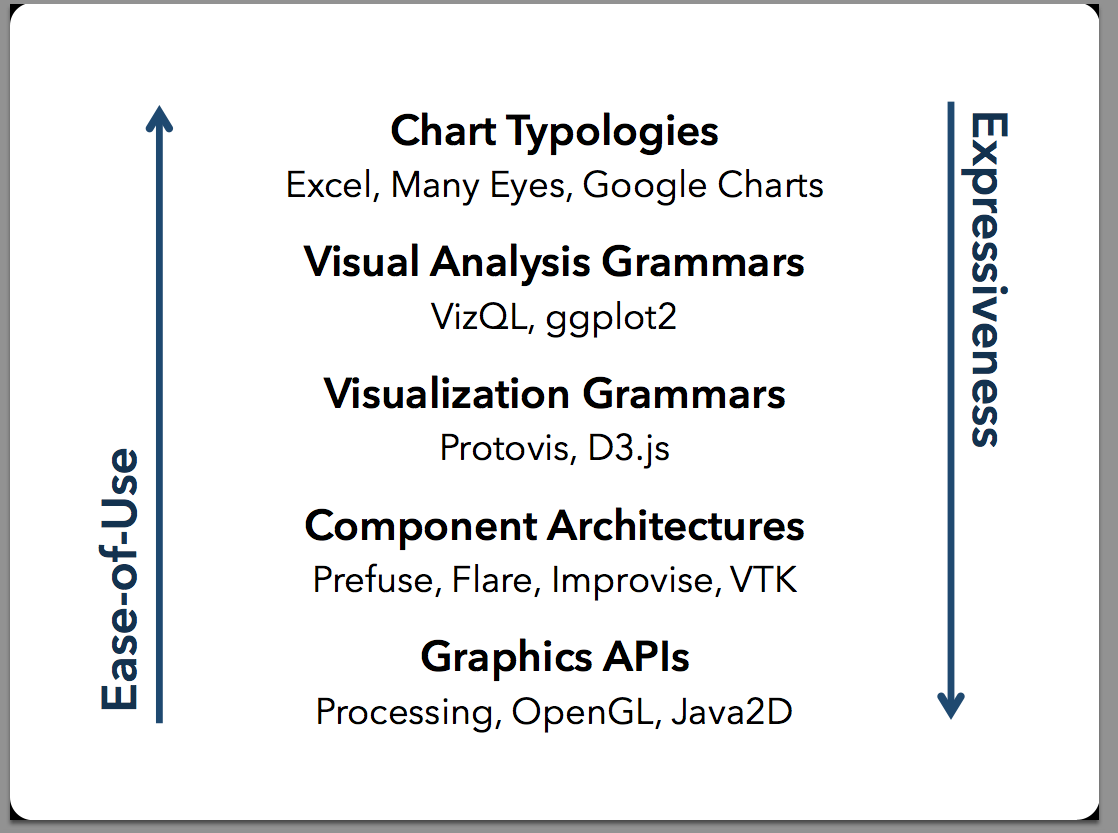 Chart Typologies
Excel, Many Eyes, Google Charts
Visual Analysis Grammars
VizQL, ggplot2
Visualization Grammars
Protovis, D3.js
Component Architectures
Prefuse, Flare, Improvise, VTK
Graphics APIs
Processing, OpenGL, Java2D
Ease-of-Use
Expressiveness